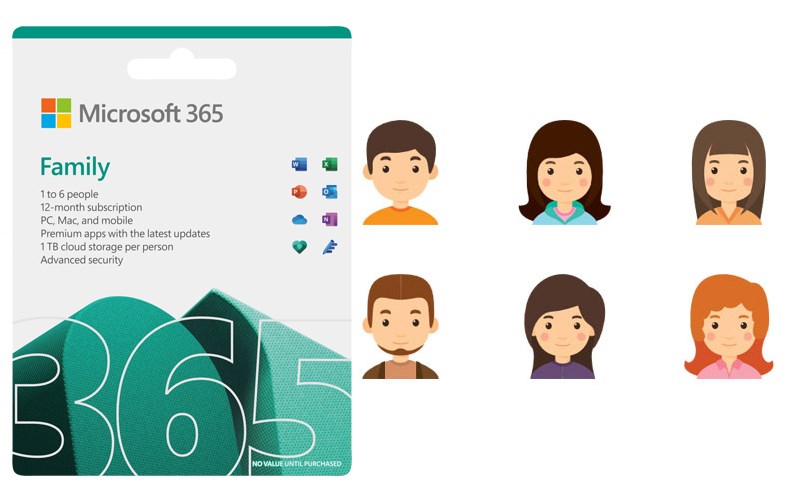 Microsoft 365
Family
1 to 6 people
12-month subscription
PC, Mac, and mobile
Premium apps with the latest updates
1 TB cloud storage per person
Advanced security
W
X
P
O
N
365
NO VALUE UNTIL PURCHASED